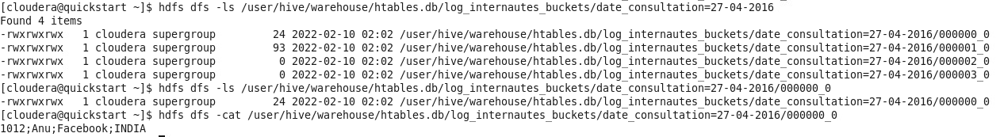 [cloudera@quickstart ~]$ hdfs dfs -ls /user/hive/warehouse/htables.db/log_internautes_buckets/date_consultation=27-04-2016
Found 4 items
-rwxrwxrwx   1 cloudera supergroup         24 2022-02-10 02:02 /user/hive/warehouse/htables.db/log_internautes_buckets/date_consultation=27-04-2016/000000_0
-rwxrwxrwx   1 cloudera supergroup         93 2022-02-10 02:02 /user/hive/warehouse/htables.db/log_internautes_buckets/date_consultation=27-04-2016/000001_0
-rwxrwxrwx   1 cloudera supergroup          0 2022-02-10 02:02 /user/hive/warehouse/htables.db/log_internautes_buckets/date_consultation=27-04-2016/000002_0
-rwxrwxrwx   1 cloudera supergroup          0 2022-02-10 02:02 /user/hive/warehouse/htables.db/log_internautes_buckets/date_consultation=27-04-2016/000003_0
[cloudera@quickstart ~]$ hdfs dfs -ls /user/hive/warehouse/htables.db/log_internautes_buckets/date_consultation=27-04-2016/000000_0
-rwxrwxrwx   1 cloudera supergroup         24 2022-02-10 02:02 /user/hive/warehouse/htables.db/log_internautes_buckets/date_consultation=27-04-2016/000000_0
[cloudera@quickstart ~]$ hdfs dfs -cat /user/hive/warehouse/htables.db/log_internautes_buckets/date_consultation=27-04-2016/000000_0
1012;Anu;Facebook;INDIA